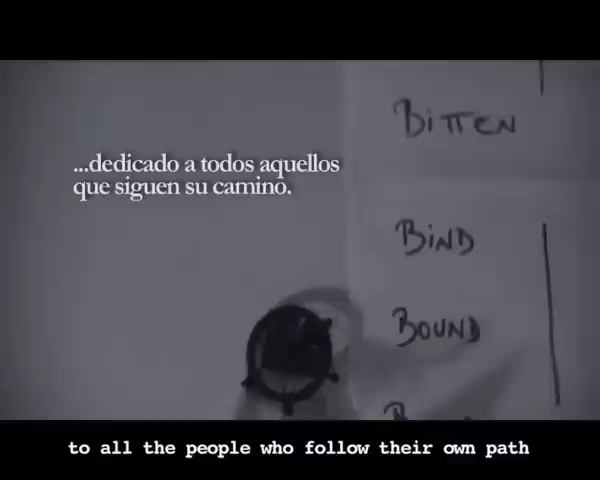 BITTEN
...dedicado a todos aquellos
que siguen su camino.
BIND
BOUND
to all the people who follow their own path